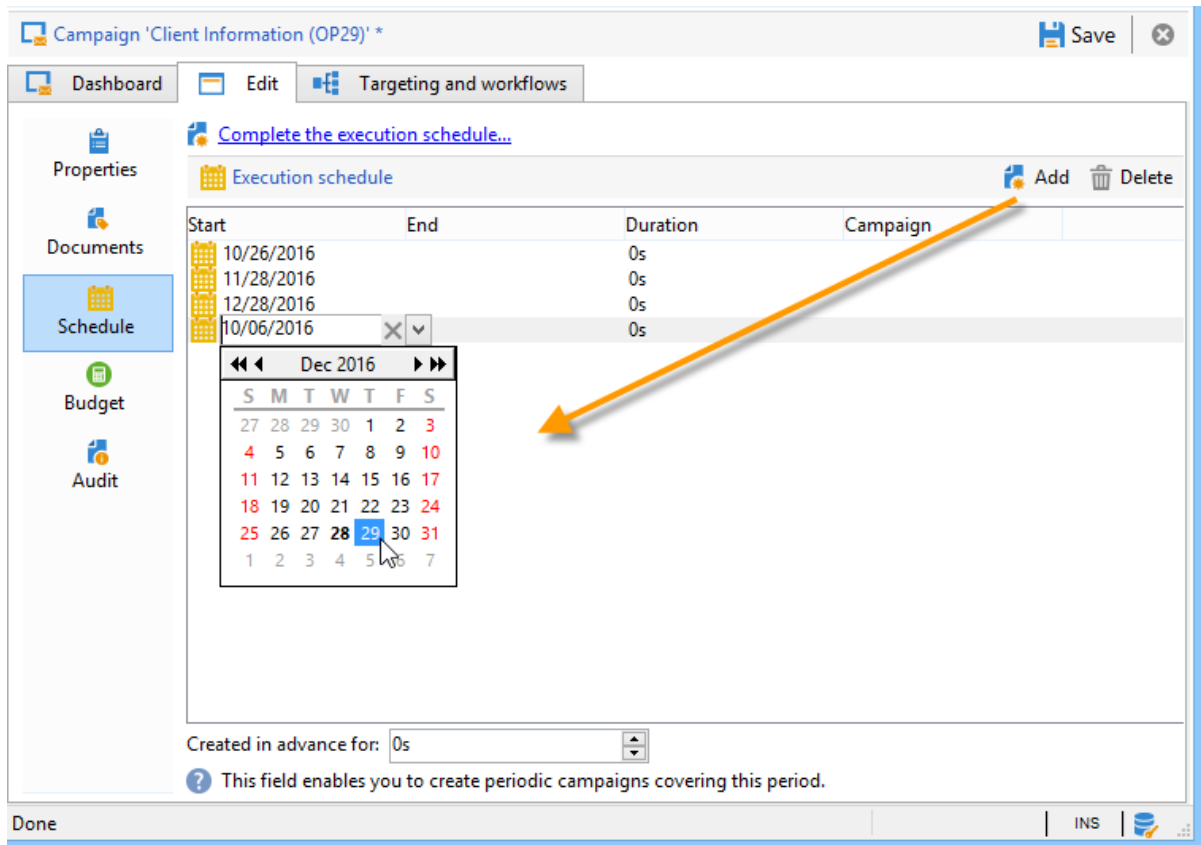 Campaign 'Client Information (OP29)' * Save
Dashboard Edit Targeting and workflows
Complete the execution schedule...
Properties
Execution schedule Add Delete
Start End Duration Campaign
Documents
10/26/2016 0s
11/28/2016 0s
12/28/2016 0s
Schedule
10/06/2016 0s
Dec 2016
S M T W T F S
27 28 29 30 1 2 3
4 5 6 7 8 9 10
11 12 13 14 15 16 17
18 19 20 21 22 23 24
25 26 27 28 29 30 31
1 2 3 4 5 6 7
Budget
Audit
Created in advance for: 0s
? This field enables you to create periodic campaigns covering this period.
Done INS